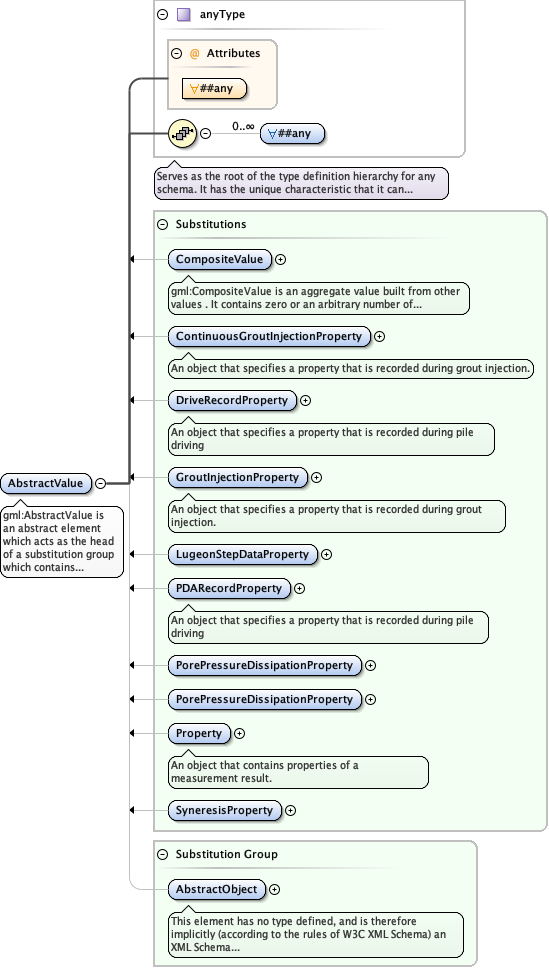 anyType
@ Attributes
∀##any
0..∞
∀##any
Serves as the root of the type definition hierarchy for any
schema. It has the unique characteristic that it can...
Substitutions
CompositeValue
gml:CompositeValue is an aggregate value built from other
values . It contains zero or an arbitrary number of...
ContinuousGroutInjectionProperty
An object that specifies a property that is recorded during grout injection.
DriveRecordProperty
An object that specifies a property that is recorded during pile
driving
AbstractValue
gml:AbstractValue is
an abstract element
which acts as the head
of a substitution group
which contains...
GroutInjectionProperty
An object that specifies a property that is recorded during grout
injection.
LugeonStepDataProperty
PDARecordProperty
An object that specifies a property that is recorded during pile
driving
PorePressureDissipationProperty
PorePressureDissipationProperty
Property
An object that contains properties of a
measurement result.
SyneresisProperty
Substitution Group
AbstractObject
This element has no type defined, and is therefore
implicitly (according to the rules of W3C XML Schema) an
XML Schema...